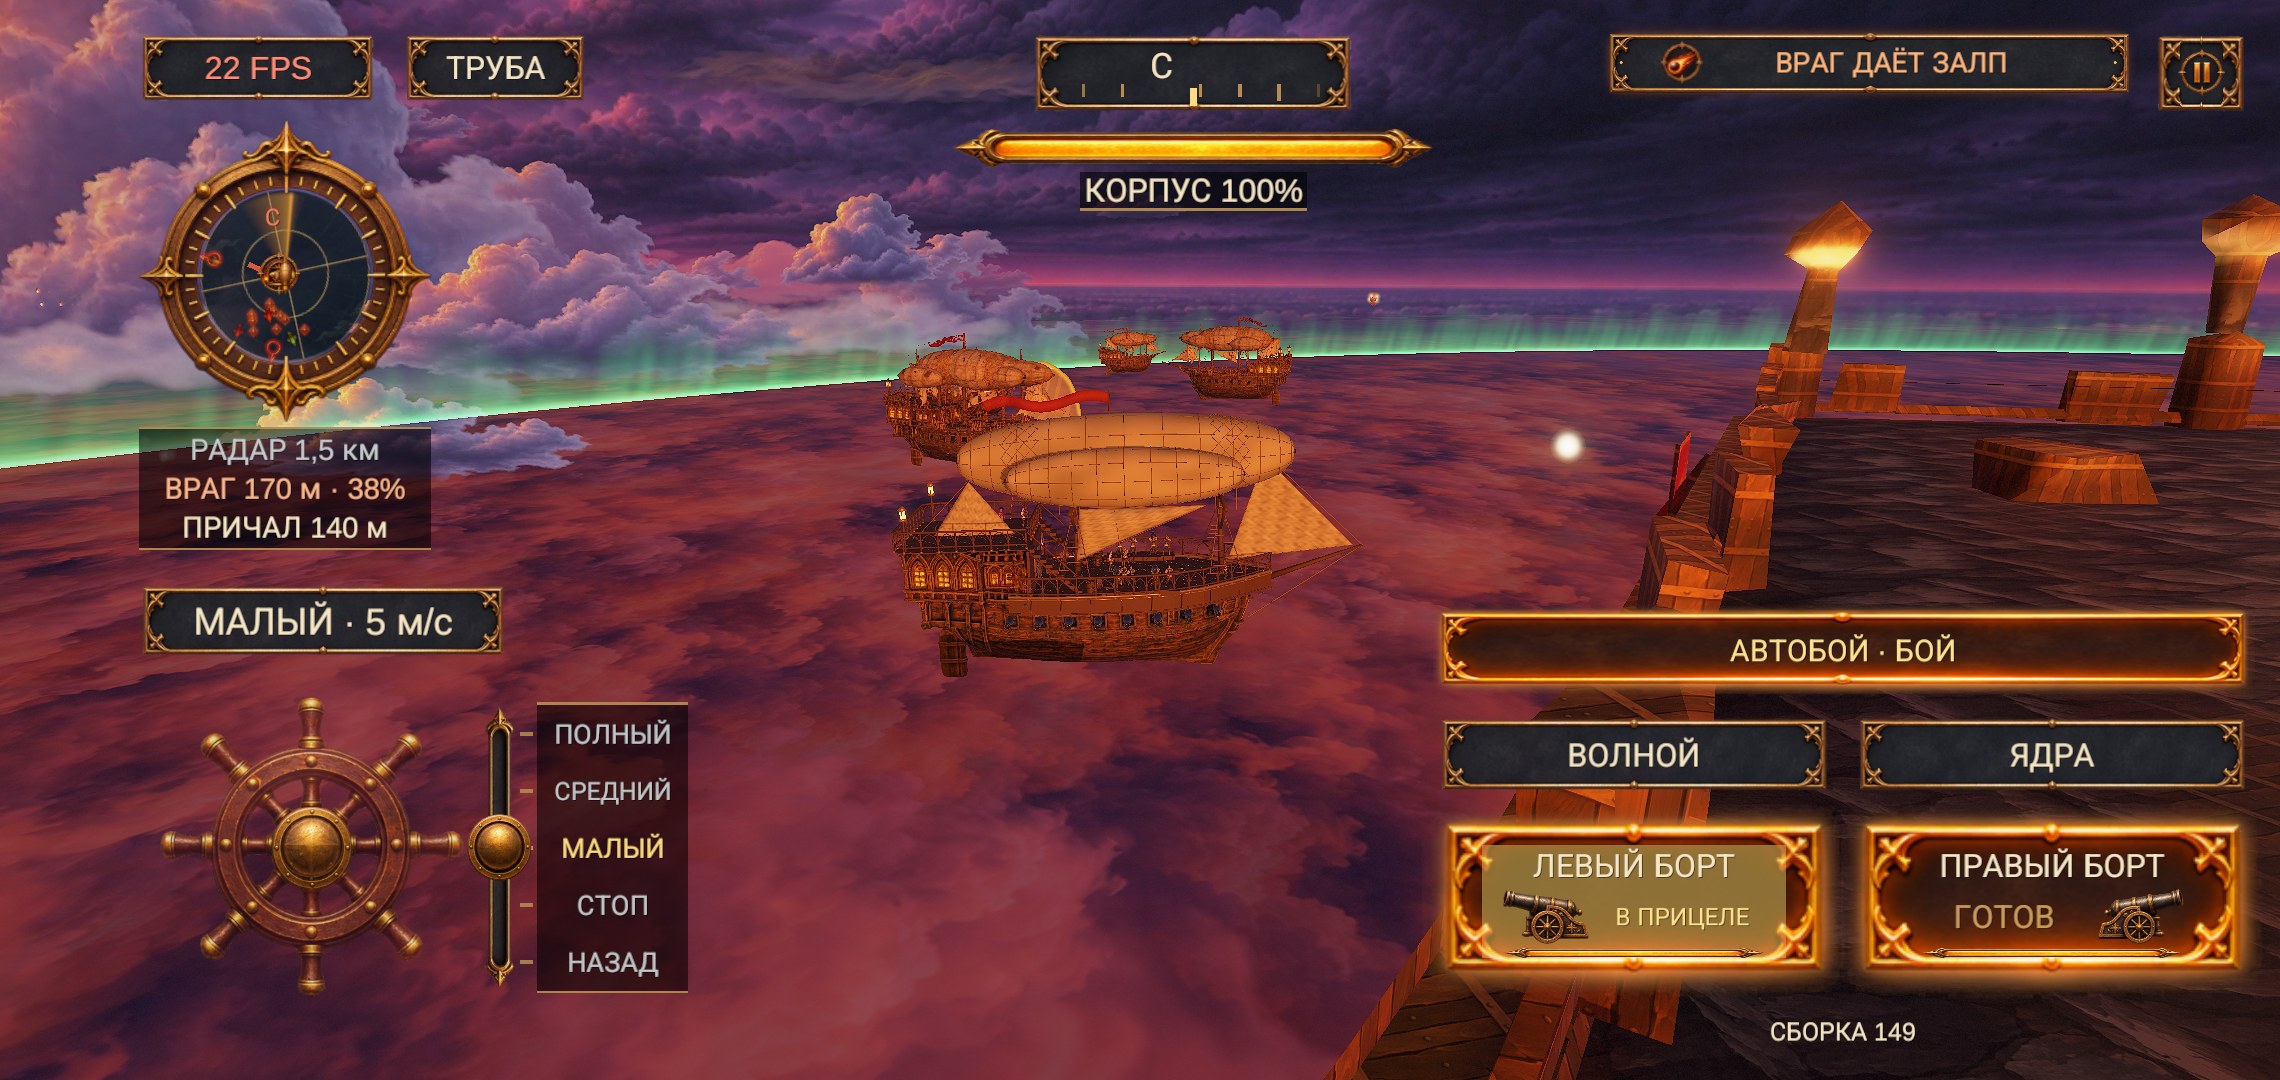 22 FPS
ТРУБА
С
ВРАГ ДАЁТ ЗАЛП
КОРПУС 100%
С
РАДАР 1,5 км
ВРАГ 170 м · 38%
ПРИЧАЛ 140 м
МАЛЫЙ · 5 м/с
ПОЛНЫЙ
СРЕДНИЙ
МАЛЫЙ
СТОП
НАЗАД
АВТОБОЙ · БОЙ
ВОЛНОЙ
ЯДРА
ЛЕВЫЙ БОРТ
В ПРИЦЕЛЕ
ПРАВЫЙ БОРТ
ГОТОВ
СБОРКА 149